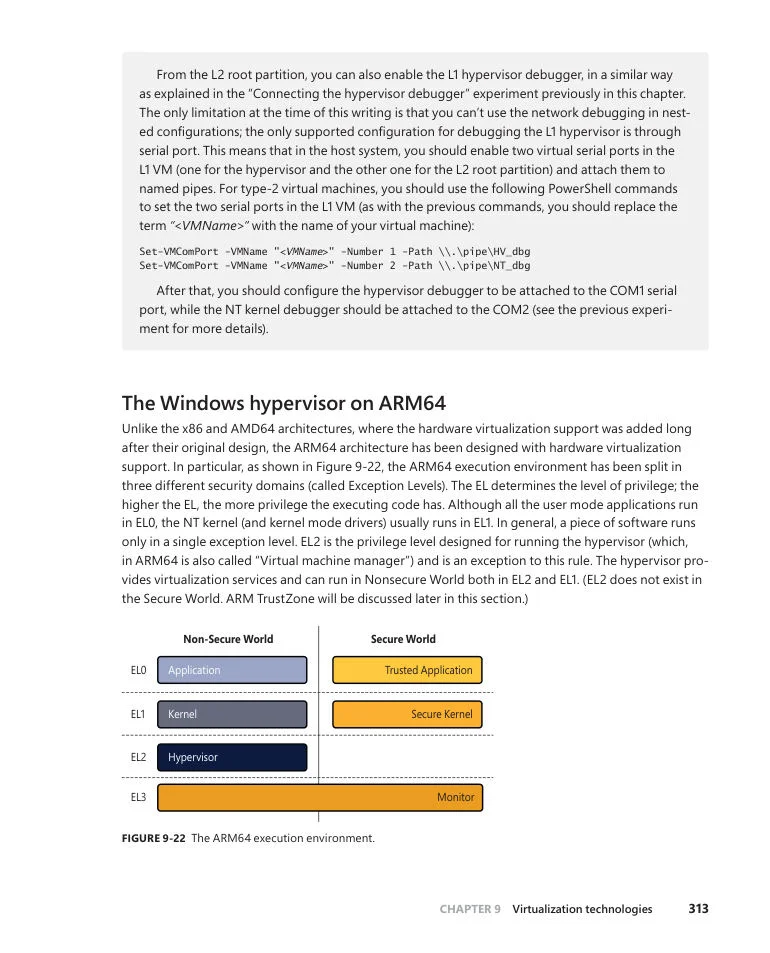 From the L2 root partition, you can also enable the L1 hypervisor debugger, in a similar way
as explained in the “Connecting the hypervisor debugger” experiment previously in this chapter.
The only limitation at the time of this writing is that you can’t use the network debugging in nest-
ed configurations; the only supported configuration for debugging the L1 hypervisor is through
serial port. This means that in the host system, you should enable two virtual serial ports in the
L1 VM (one for the hypervisor and the other one for the L2 root partition) and attach them to
named pipes. For type-2 virtual machines, you should use the following PowerShell commands
to set the two serial ports in the L1 VM (as with the previous commands, you should replace the
term “<VMName>“ with the name of your virtual machine):
Set-VMComPort -VMName "<VMName>" -Number 1 -Path \\.\pipe\HV_dbg
Set-VMComPort -VMName "<VMName>" -Number 2 -Path \\.\pipe\NT_dbg
After that, you should configure the hypervisor debugger to be attached to the COM1 serial
port, while the NT kernel debugger should be attached to the COM2 (see the previous experi-
ment for more details).
The Windows hypervisor on ARM64
Unlike the x86 and AMD64 architectures, where the hardware virtualization support was added long
after their original design, the ARM64 architecture has been designed with hardware virtualization
support. In particular, as shown in Figure 9-22, the ARM64 execution environment has been split in
three different security domains (called Exception Levels). The EL determines the level of privilege; the
higher the EL, the more privilege the executing code has. Although all the user mode applications run
in EL0, the NT kernel (and kernel mode drivers) usually runs in EL1. In general, a piece of software runs
only in a single exception level. EL2 is the privilege level designed for running the hypervisor (which,
in ARM64 is also called “Virtual machine manager”) and is an exception to this rule. The hypervisor pro-
vides virtualization services and can run in Nonsecure World both in EL2 and EL1. (EL2 does not exist in
the Secure World. ARM TrustZone will be discussed later in this section.)
Non-Secure World Secure World
EL0 Application Trusted Application
EL1 Kernel Secure Kernel
EL2 Hypervisor
EL3 Monitor
FIGURE 9-22 The ARM64 execution environment.
CHAPTER 9 Virtualization technologies 313